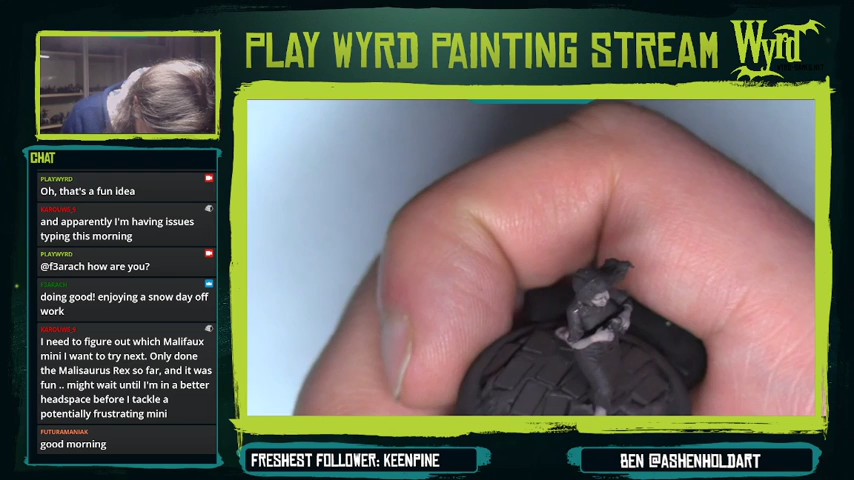 PLAY WYRD PAINTING STREAM
Wyrd
CHAT
PLAYWYRD
Oh, that's a fun idea
and apparently I'm having issues
typing this morning
PLAYWYRD
@f3arach how are you?
F3ARACH
doing good! enjoying a snow day off
work
I need to figure out which Malifaux
mini I want to try next. Only done
the Malisaurus Rex so far, and it was
fun .. might wait until I'm in a better
headspace before I tackle a
potentially frustrating mini
FUTURAMANIAK
good morning
FRESHEST FOLLOWER: KEENPINE
BEN @ASHENHOLDART